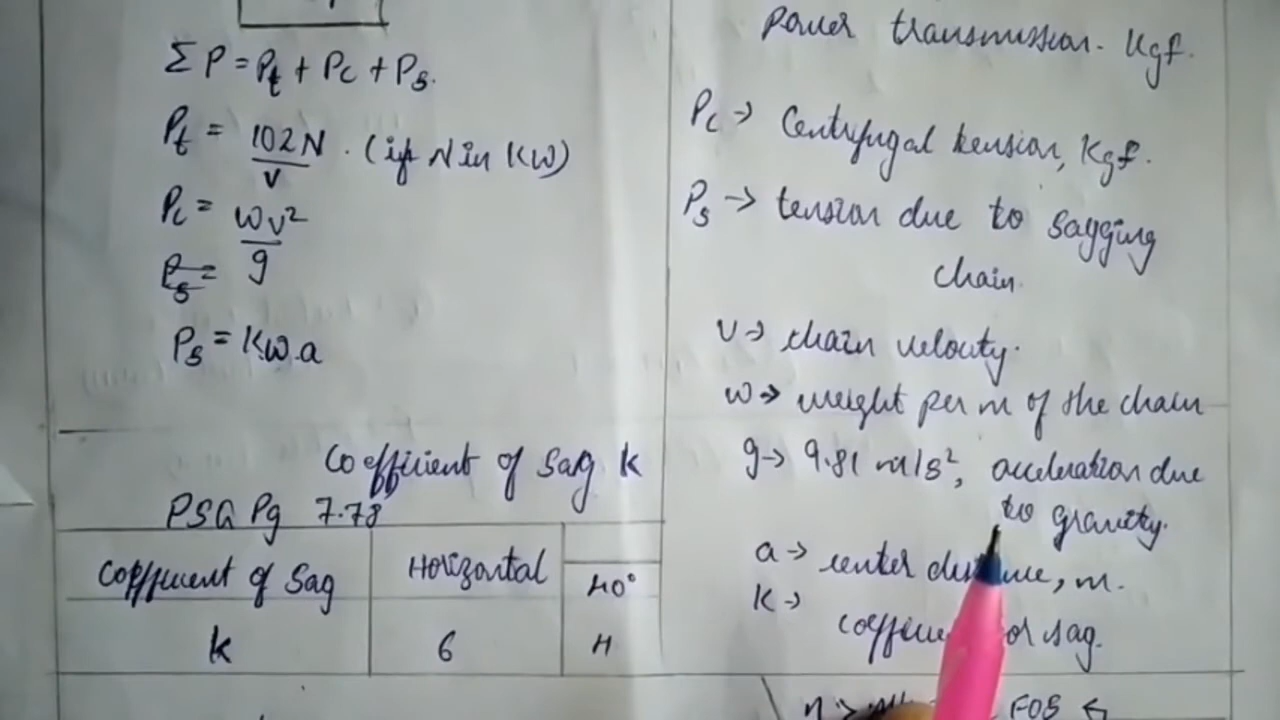 ΣP = Pt + Pc + Ps.
Pt = 102N / v . (if N in KW)
Pc = wv² / g
Ps =
Ps = Kw.a
Coefficient of Sag k
PSG Pg 7.78
Coefficient of Sag Horizontal 40°
k 6 4
Power transmission. Kgf.
Pc → Centrifugal tension, Kgf.
Ps → tension due to sagging
chain.
v → chain velocity.
w → weight per m of the chain
g → 9.81 m/s², acceleration due
to gravity.
a → center distance, m.
K →
coefficient of sag.
n → FOS ←